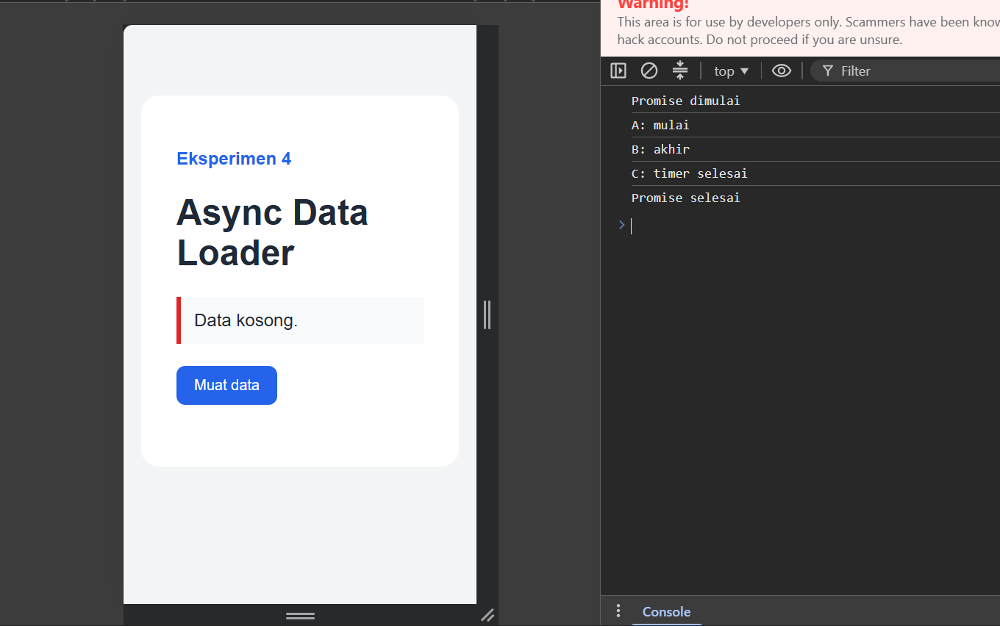 Warning!
This area is for use by developers only. Scammers have been
hack accounts. Do not proceed if you are unsure.
top
Filter
Promise dimulai
A: mulai
B: akhir
C: timer selesai
Promise selesai
Eksperimen 4
Async Data
Loader
Data kosong.
Muat data
Console